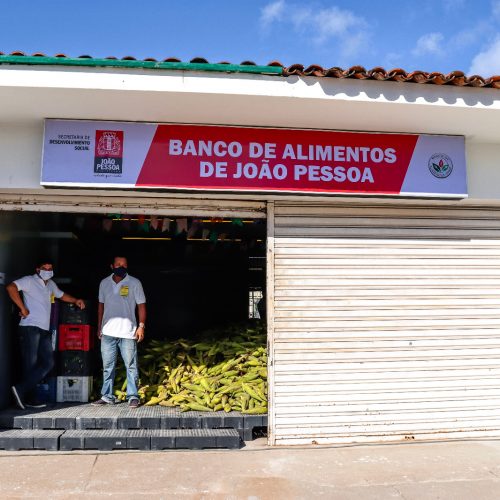 SECRETARIA DE
DESENVOLVIMENTO
SOCIAL
JOÃO
PESSOA
BANCO DE ALIMENTOS
DE JOÃO PESSOA